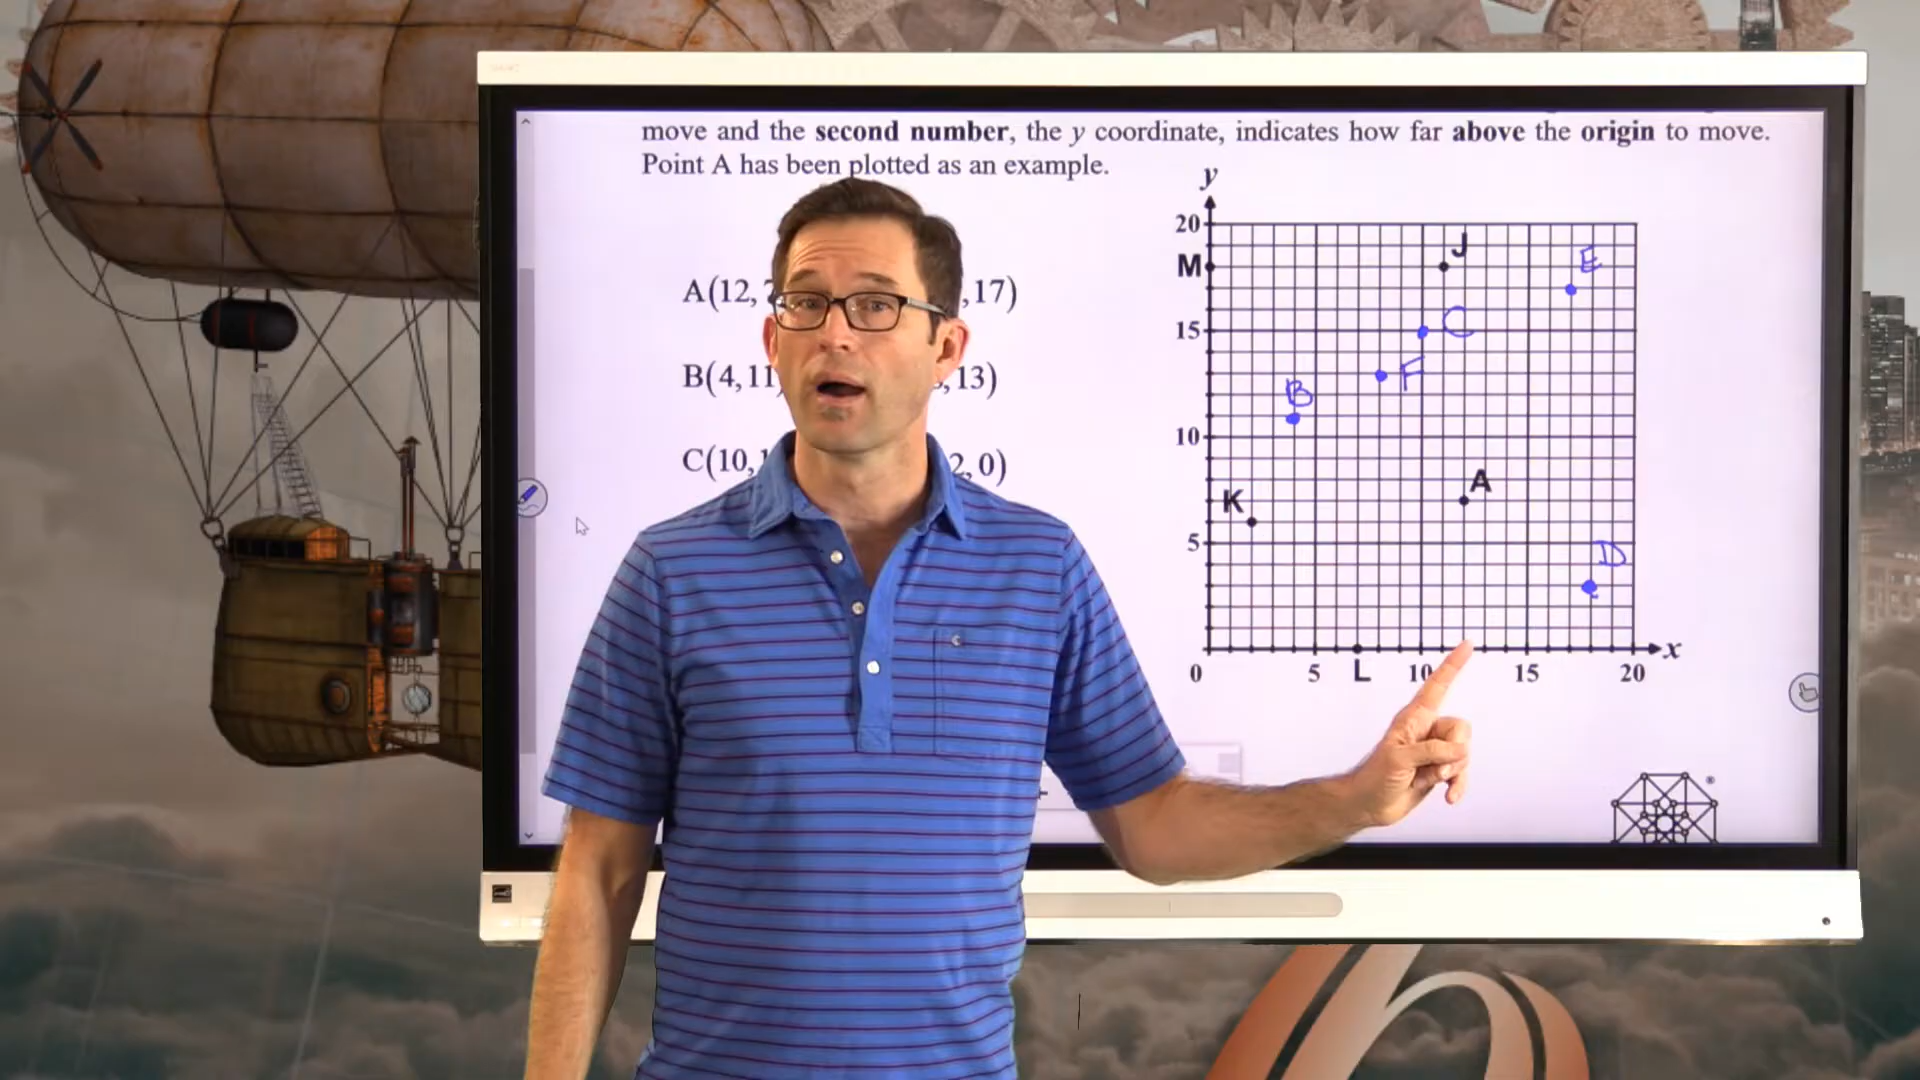 move and the second number, the y coordinate, indicates how far above the origin to move.
Point A has been plotted as an example.
A(12,
,17)
B(4,11
,13)
C(10,
2,0)
y
20
M
J
E
15
C
F
B
10
K
A
5
D
x
0
5
L
10
15
20